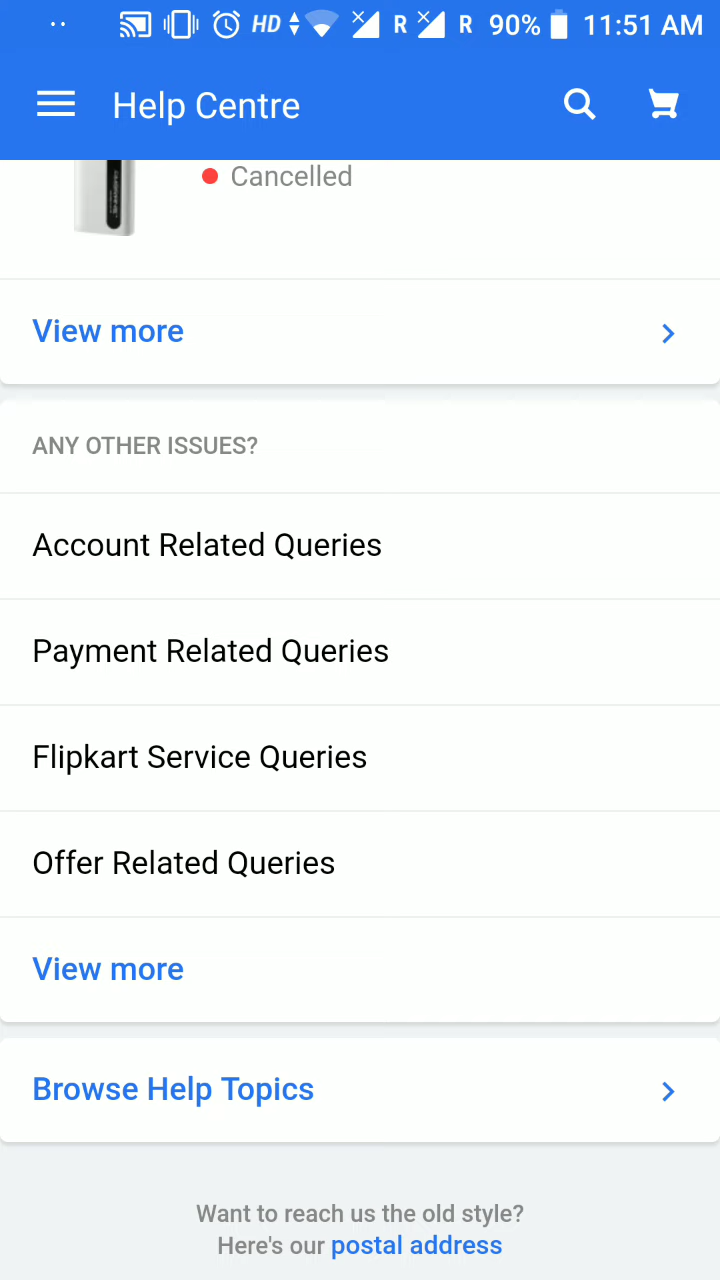 HD R R 90% 11:51 AM
Help Centre
Cancelled
View more
ANY OTHER ISSUES?
Account Related Queries
Payment Related Queries
Flipkart Service Queries
Offer Related Queries
View more
Browse Help Topics
Want to reach us the old style?
Here's our postal address